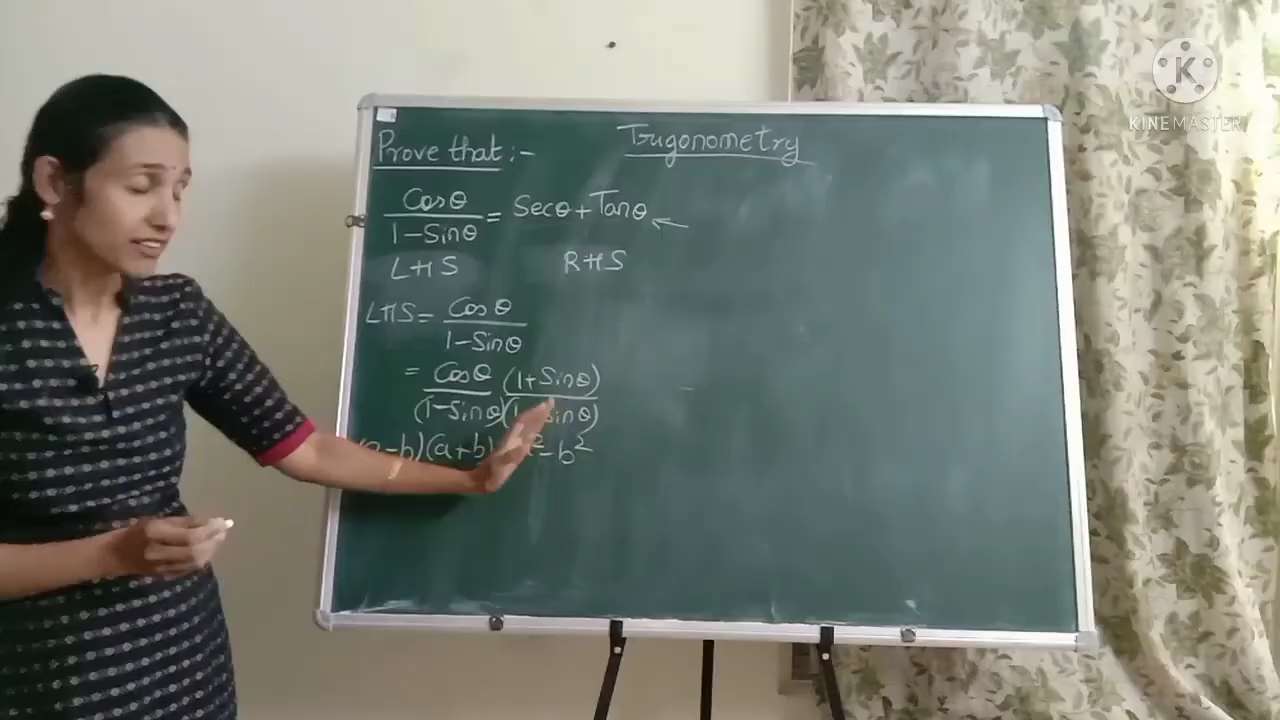 Trigonometry
Prove that :-
Cosθ / 1-Sinθ = Secθ + Tanθ ←
LHS RHS
LHS = Cosθ / 1-Sinθ
= Cosθ (1+Sinθ) / (1-Sinθ)(1 Sinθ)
-b)(a+b) 2-b²
K
KINEMASTER